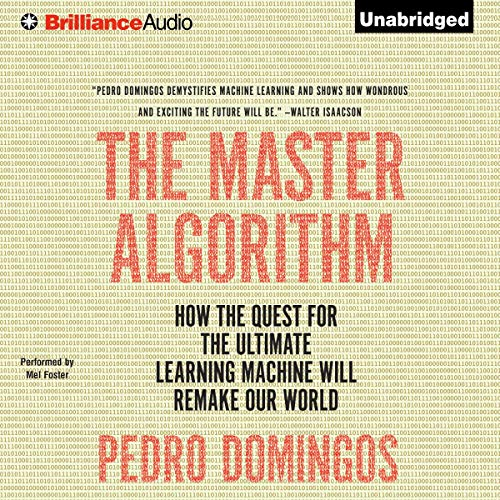 BrillianceAudio
Unabridged
"PEDRO DOMINGOS DEMYSTIFIES MACHINE LEARNING AND SHOWS HOW WONDROUS
AND EXCITING THE FUTURE WILL BE." –WALTER ISAACSON
THE MASTER
ALGORITHM
HOW THE QUEST FOR
THE ULTIMATE
LEARNING MACHINE WILL
REMAKE OUR WORLD
Performed by
Mel Foster
PEDRO DOMINGOS